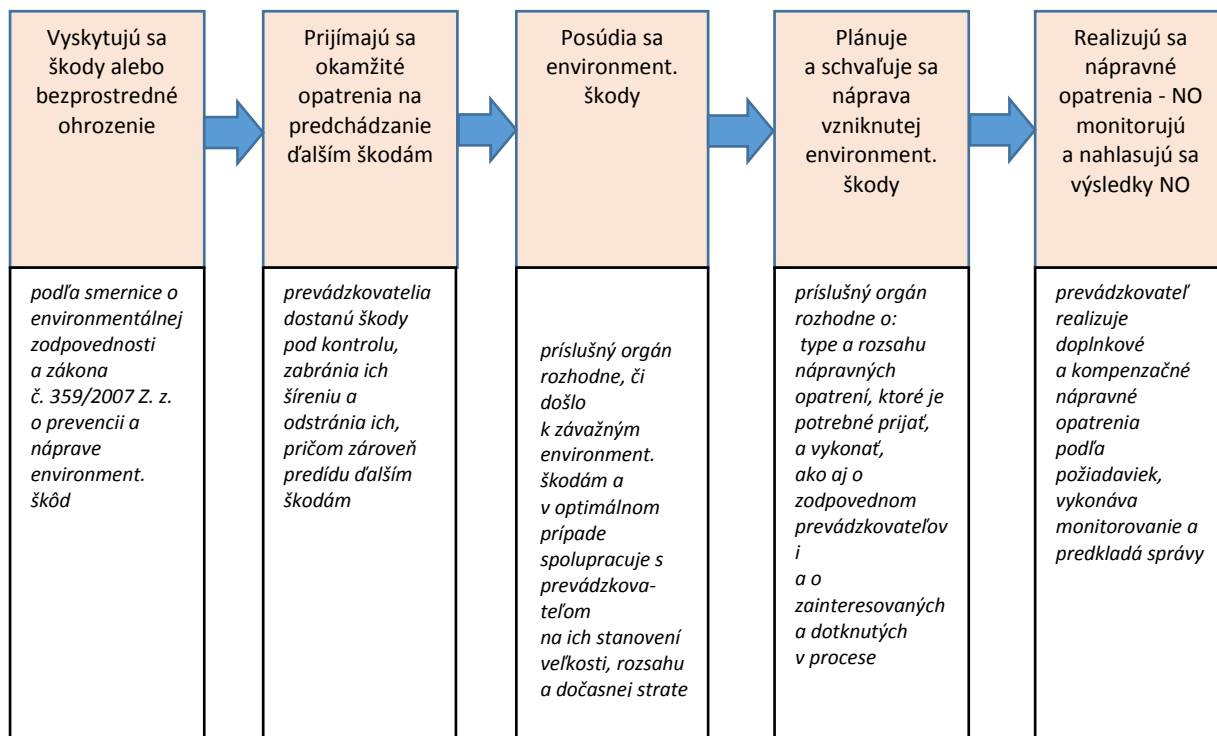 Vyskytujú sa
škody alebo
bezprostredné
ohrozenie
Prijímajú sa
okamžité
opatrenia na
predchádzanie
ďalším škodám
Posúdia sa
environment.
škody
Plánuje
a schvaľuje sa
náprava
vzniknutej
environment.
škody
Realizujú sa
nápravné
opatrenia - NO
monitorujú
a nahlasujú sa
výsledky NO
podľa smernice o
environmentálnej
zodpovednosti
a zákona
č. 359/2007 Z. z.
o prevencii a
náprave
environment.
škôd
prevádzkovatelia
dostanú škody
pod kontrolu,
zabránia ich
šíreniu a
odstránia ich,
pričom zároveň
predídu ďalším
škodám
príslušný orgán
rozhodne, či
došlo
k závažným
environment.
škodám a
v optimálnom
prípade
spolupracuje s
prevádzkova-
teľom
na ich stanovení
veľkosti, rozsahu
a dočasnej strate
príslušný orgán
rozhodne o:
type a rozsahu
nápravných
opatrení, ktoré je
potrebné prijať,
a vykonať,
ako aj o
zodpovednom
prevádzkovateľov
i
a o
zainteresovaných
a dotknutých
v procese
prevádzkovateľ
realizuje
doplnkové
a kompenzačné
nápravné
opatrenia
podľa
požiadaviek,
vykonáva
monitorovanie a
predkladá správy